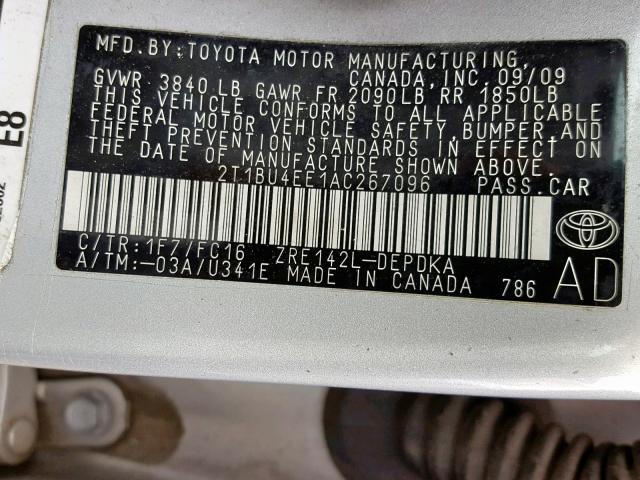 MFD. BY: TOYOTA MOTOR MANUFACTURING,
CANADA, INC. 09/09
GVWR 3840 LB GAWR FR 2090LB RR 1850LB
THIS VEHICLE CONFORMS TO ALL APPLICABLE
FEDERAL MOTOR VEHICLE SAFETY, BUMPER, AND
THEFT PREVENTION STANDARDS IN EFFECT ON
THE DATE OF MANUFACTURE SHOWN ABOVE.
2T1BU4EE1AC267096 PASS. CAR
C/TR: 1F7/FC16 ZRE142L-DEPDKA
A/TM: -03A/U341E MADE IN CANADA 786
AD
E8